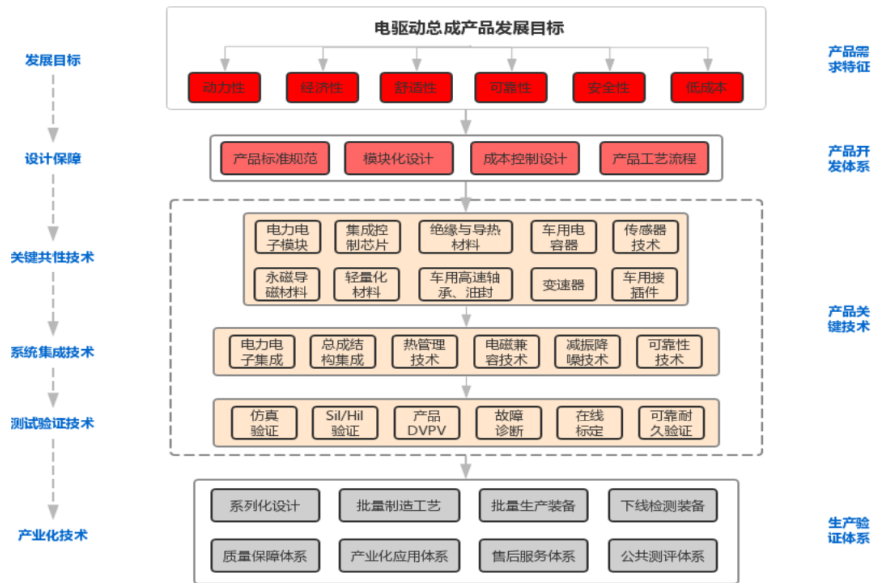 电驱动总成产品发展目标
发展目标
产品需
求特征
动力性
经济性
舒适性
可靠性
安全性
低成本
设计保障
产品标准规范
模块化设计
成本控制设计
产品工艺流程
产品开
发体系
关键共性技术
电力电
子模块
集成控
制芯片
绝缘与导热
材料
车用电
容器
传感器
技术
永磁导
磁材料
轻量化
材料
车用高速轴
承、油封
变速器
车用接
插件
产品关
键技术
系统集成技术
电力电
子集成
总成结
构集成
热管理
技术
电磁兼
容技术
减振降
噪技术
可靠性
技术
测试验证技术
仿真
验证
Sil/Hil
验证
产品
DVPV
故障
诊断
在线
标定
可靠耐
久验证
产业化技术
系列化设计
批量制造工艺
批量生产装备
下线检测装备
质量保障体系
产业化应用体系
售后服务体系
公共测评体系
生产验
证体系